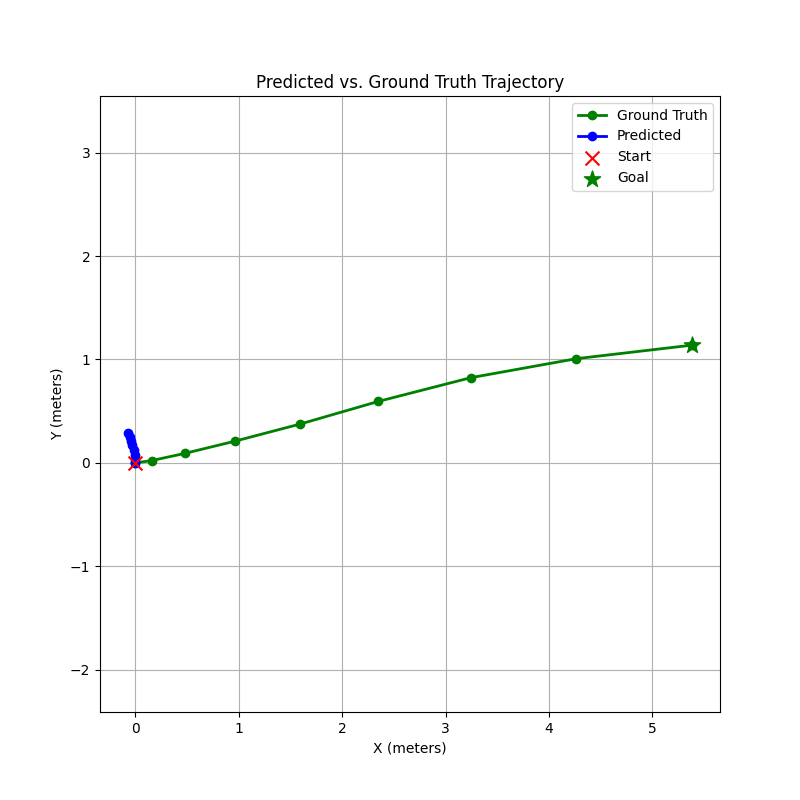 Predicted vs. Ground Truth Trajectory
Ground Truth
Predicted
Start
Goal
3
2
1
0
−1
−2
Y (meters)
0 1 2 3 4 5
X (meters)